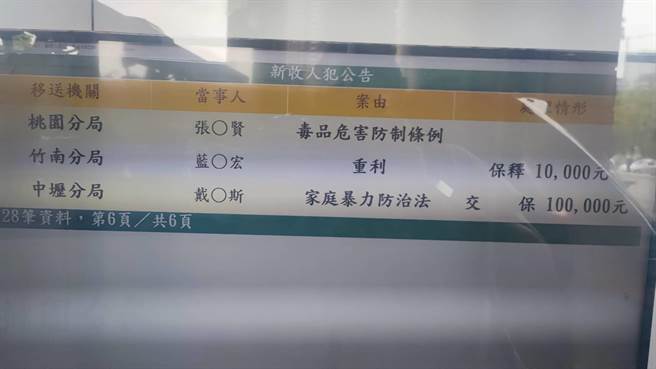 新收人犯公告
移送機關 當事人 案由 處理情形
桃園分局 張○賢 毒品危害防制條例
竹南分局 藍○宏 重利 保釋 10,000元
中壢分局 戴○斯 家庭暴力防治法 交 保 100,000元
28筆資料,第6頁／共6頁